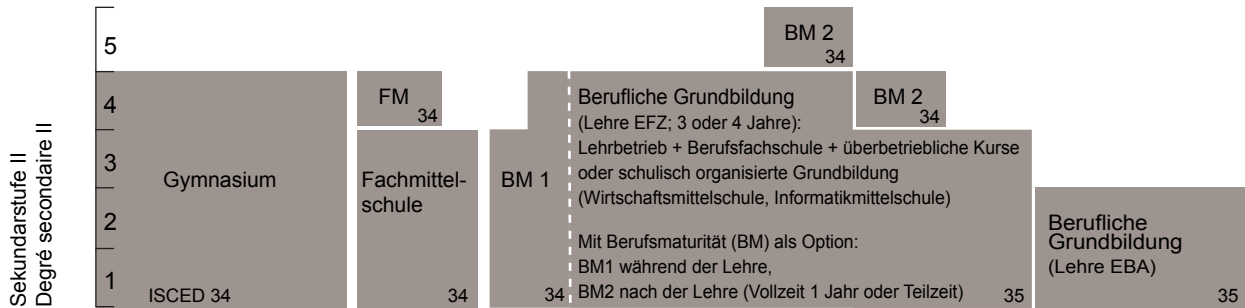 Sekundarstufe II
Degré secondaire II
5
4
3
2
1
Gymnasium
ISCED 34
FM
34
Fachmittel-
schule
34
BM 1
34
BM 2
34
BM 2
34
Berufliche Grundbildung
(Lehre EFZ; 3 oder 4 Jahre):
Lehrbetrieb + Berufsfachschule + überbetriebliche Kurse
oder schulisch organisierte Grundbildung
(Wirtschaftsmittelschule, Informatikmittelschule)
Mit Berufsmaturität (BM) als Option:
BM1 während der Lehre,
BM2 nach der Lehre (Vollzeit 1 Jahr oder Teilzeit)
35
Berufliche
Grundbildung
(Lehre EBA)
35